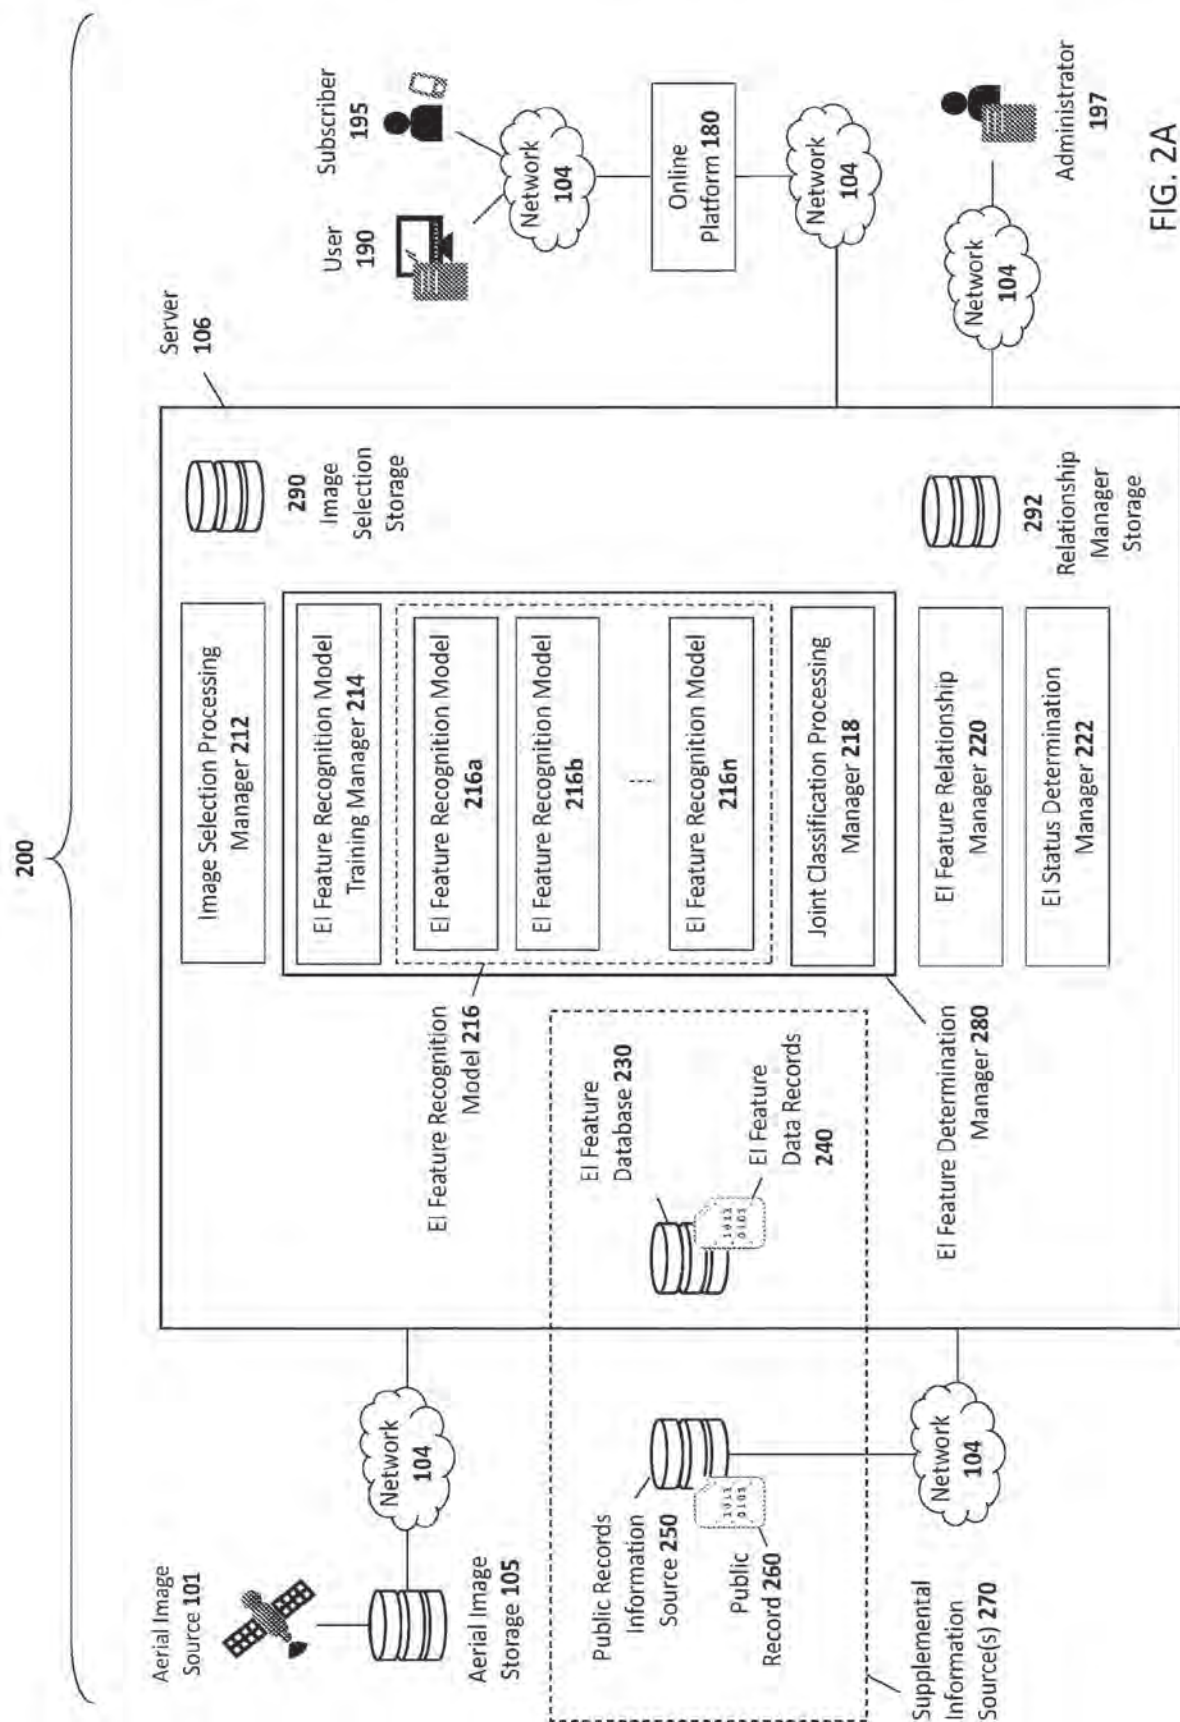 200
Aerial Image
Source 101
Aerial Image
Storage 105
Network
104
Public Records
Information
Source 250
1011
0101
Public
Record 260
Supplemental
Information
Source(s) 270
Network
104
Server
106
Image Selection Processing
Manager 212
290
Image
Selection
Storage
EI Feature Recognition Model
Training Manager 214
EI Feature Recognition
Model 216
EI Feature Recognition Model
216a
EI Feature Recognition Model
216b
EI Feature Recognition Model
216n
EI Feature
Database 230
1011
0101
EI Feature
Data Records
240
Joint Classification Processing
Manager 218
EI Feature Determination
Manager 280
EI Feature Relationship
Manager 220
292
Relationship
Manager
Storage
EI Status Determination
Manager 222
User
190
Subscriber
195
Network
104
Online
Platform 180
Network
104
Network
104
Administrator
197
FIG. 2A